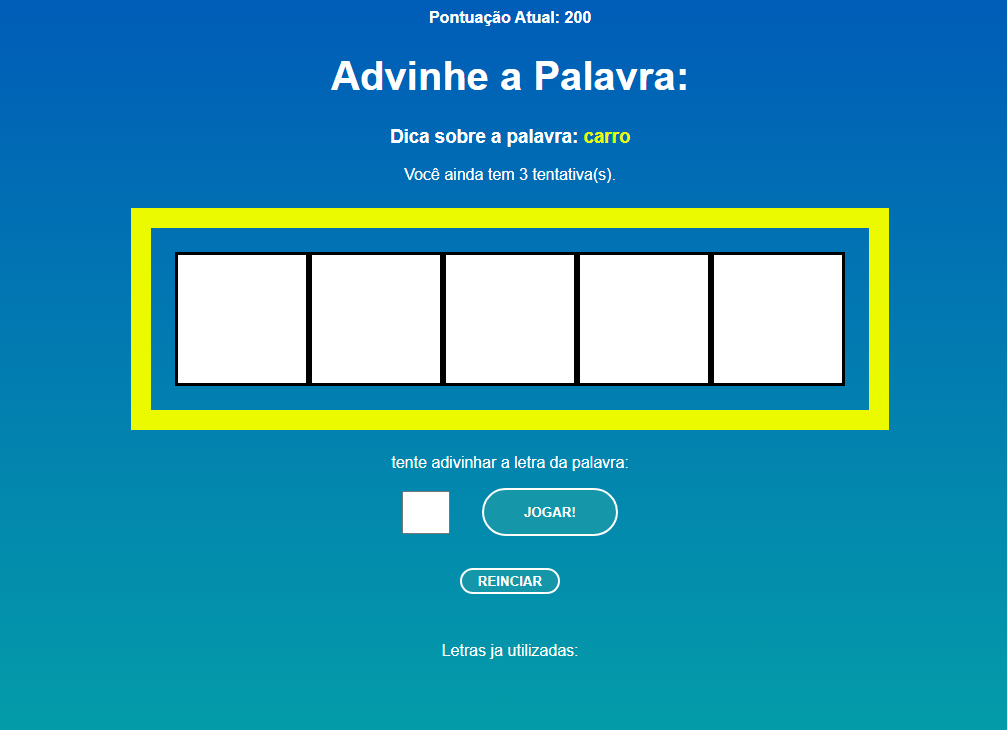 Pontuação Atual: 200
Advinhe a Palavra:
Dica sobre a palavra: carro
Você ainda tem 3 tentativa(s).
tente adivinhar a letra da palavra:
JOGAR!
REINCIAR
Letras ja utilizadas: